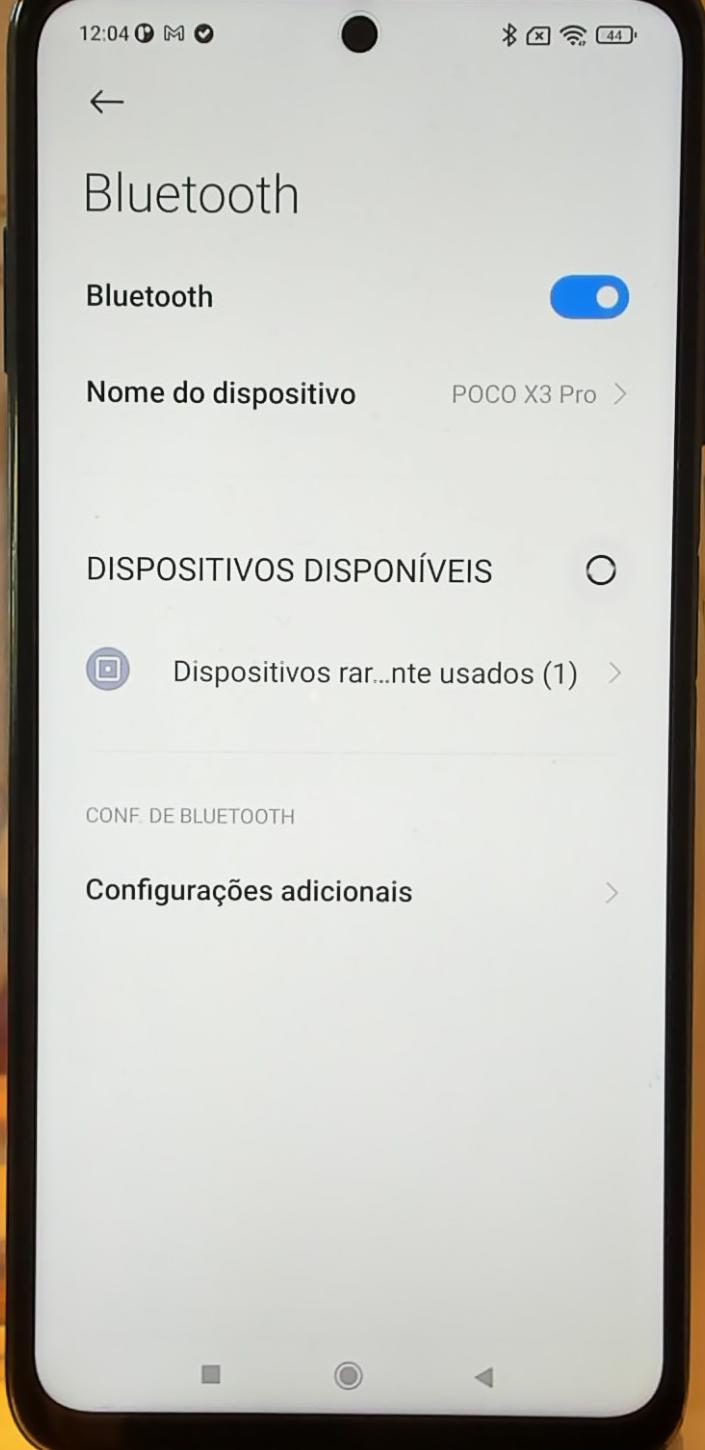 12:04
44
Bluetooth
Bluetooth
Nome do dispositivo POCO X3 Pro
DISPOSITIVOS DISPONÍVEIS
Dispositivos rar...nte usados (1)
CONF. DE BLUETOOTH
Configurações adicionais